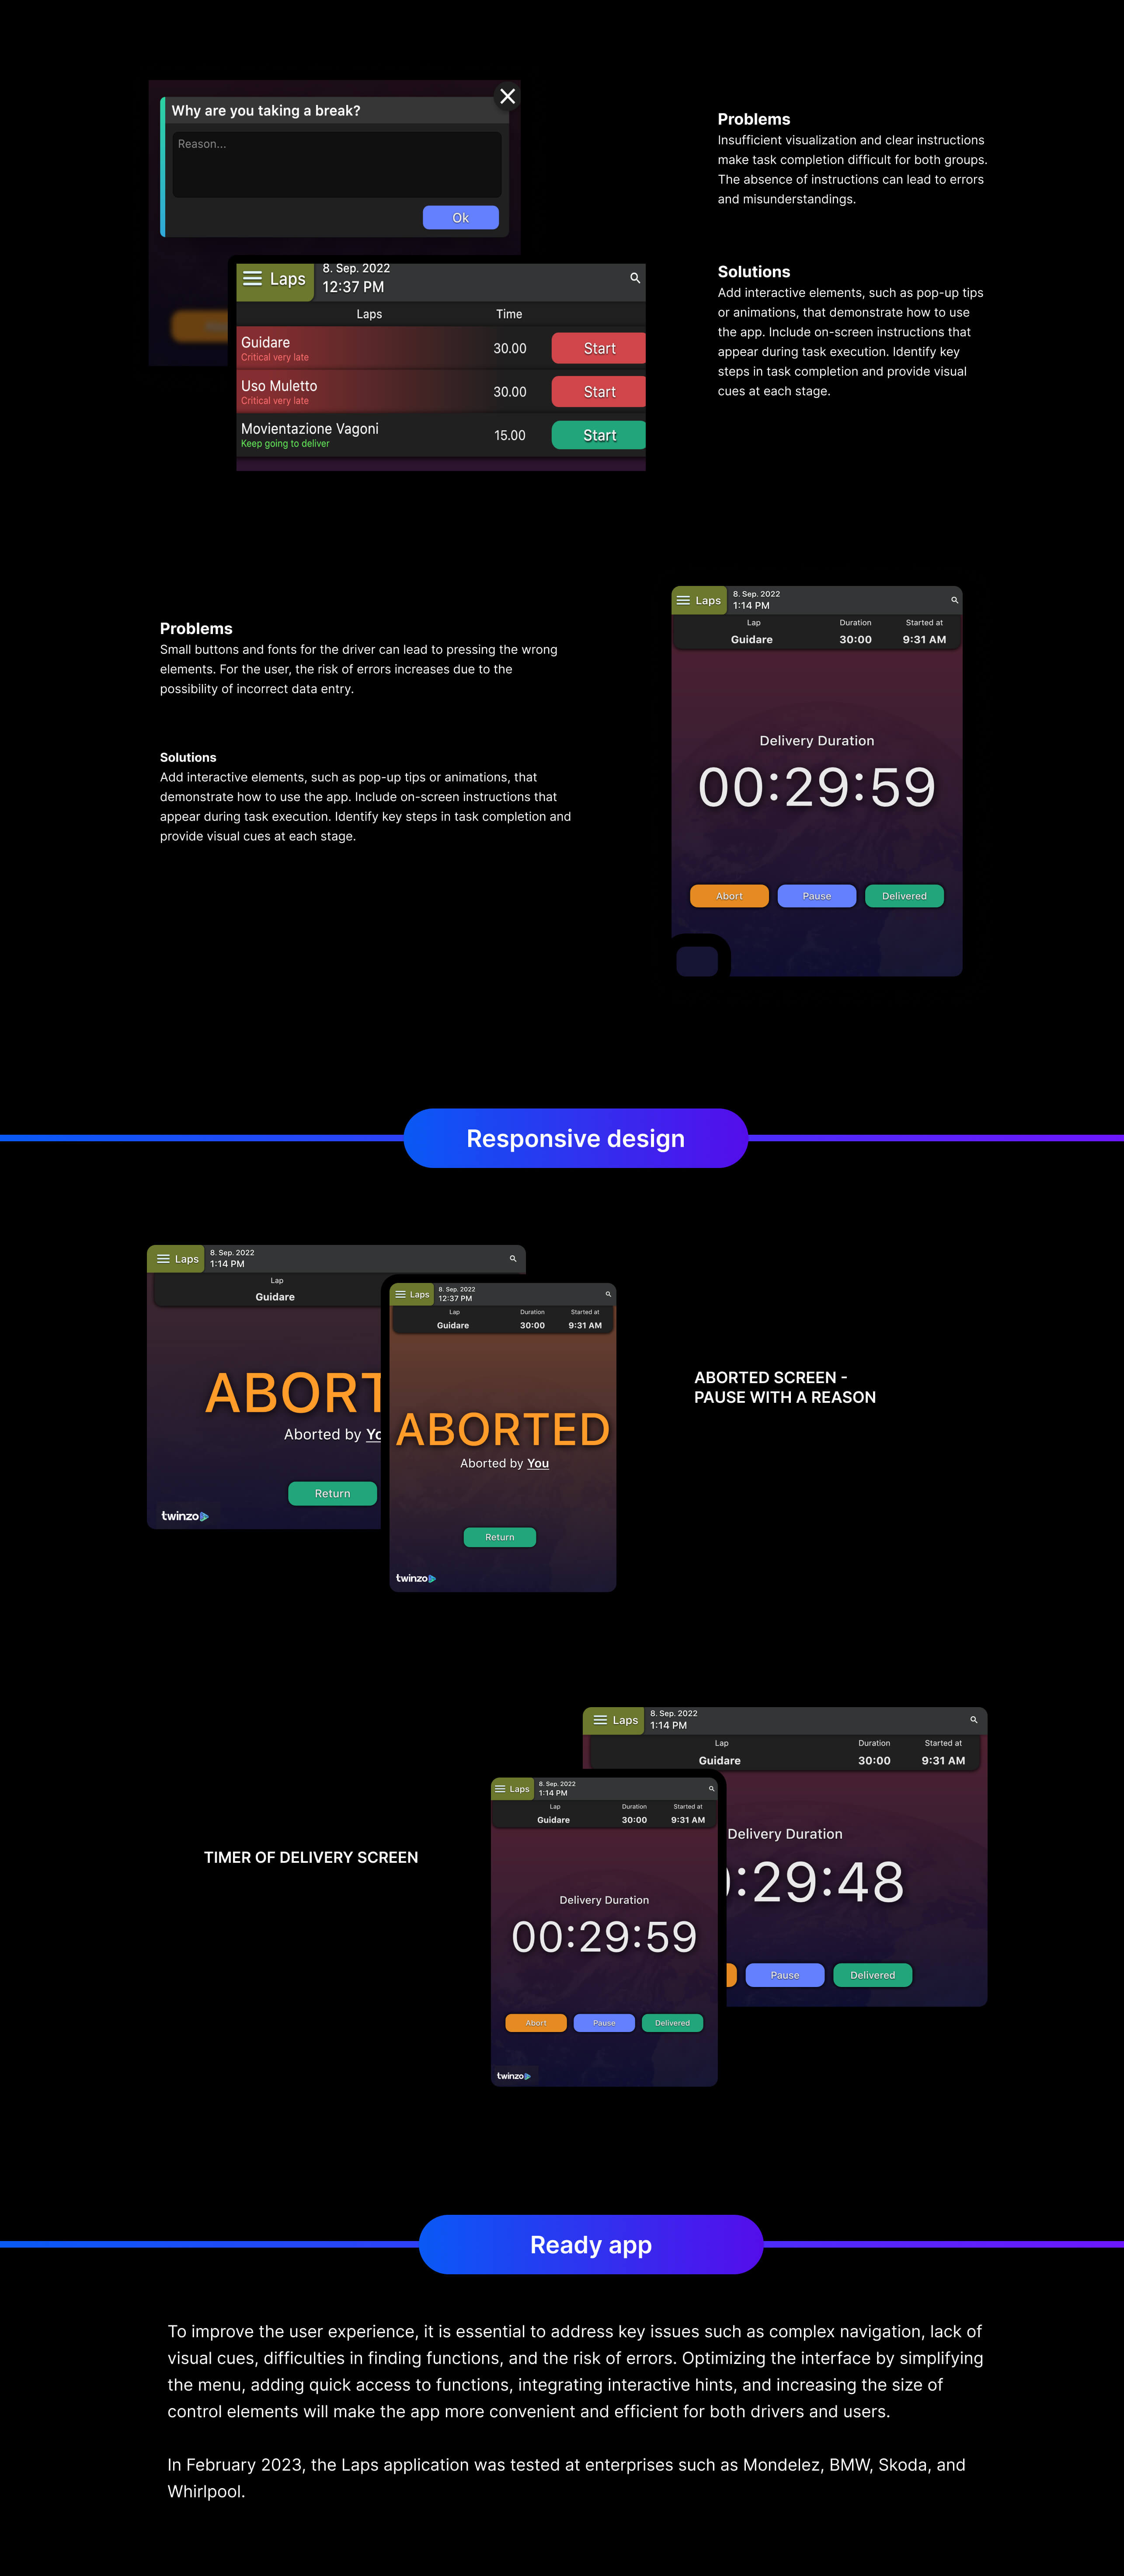 Why are you taking a break?
Reason...
Ok
Laps
8. Sep. 2022
12:37 PM
Laps Time
Guidare
Critical very late
30.00 Start
Uso Muletto
Critical very late
30.00 Start
Movientazione Vagoni
Keep going to deliver
15.00 Start
Problems
Insufficient visualization and clear instructions
make task completion difficult for both groups.
The absence of instructions can lead to errors
and misunderstandings.
Solutions
Add interactive elements, such as pop-up tips
or animations, that demonstrate how to use
the app. Include on-screen instructions that
appear during task execution. Identify key
steps in task completion and provide visual
cues at each stage.
Problems
Small buttons and fonts for the driver can lead to pressing the wrong
elements. For the user, the risk of errors increases due to the
possibility of incorrect data entry.
Solutions
Add interactive elements, such as pop-up tips or animations, that
demonstrate how to use the app. Include on-screen instructions that
appear during task execution. Identify key steps in task completion and
provide visual cues at each stage.
Laps
8. Sep. 2022
1:14 PM
Lap Duration Started at
Guidare 30:00 9:31 AM
Delivery Duration
00:29:59
Abort Pause Delivered
Responsive design
Laps
8. Sep. 2022
1:14 PM
Lap
Guidare
ABORT
Aborted by Yo
Return
twinzo
Laps
8. Sep. 2022
12:37 PM
Lap Duration Started at
Guidare 30:00 9:31 AM
ABORTED
Aborted by You
Return
twinzo
ABORTED SCREEN -
PAUSE WITH A REASON
TIMER OF DELIVERY SCREEN
Laps
8. Sep. 2022
1:14 PM
Lap Duration Started at
Guidare 30:00 9:31 AM
Delivery Duration
:29:48
Pause Delivered
Laps
8. Sep. 2022
1:14 PM
Lap Duration Started at
Guidare 30:00 9:31 AM
Delivery Duration
00:29:59
Abort Pause Delivered
twinzo
Ready app
To improve the user experience, it is essential to address key issues such as complex navigation, lack of
visual cues, difficulties in finding functions, and the risk of errors. Optimizing the interface by simplifying
the menu, adding quick access to functions, integrating interactive hints, and increasing the size of
control elements will make the app more convenient and efficient for both drivers and users.
In February 2023, the Laps application was tested at enterprises such as Mondelez, BMW, Skoda, and
Whirlpool.